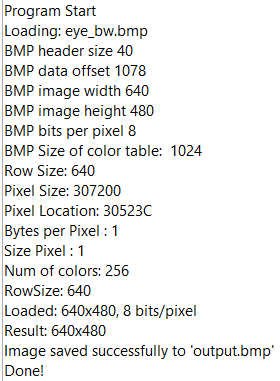 Program Start
Loading: eye_bw.bmp
BMP header size 40
BMP data offset 1078
BMP image width 640
BMP image height 480
BMP bits per pixel 8
BMP Size of color table:  1024
Row Size: 640
Pixel Size: 307200
Pixel Location: 30523C
Bytes per Pixel : 1
Size Pixel : 1
Num of colors: 256
RowSize: 640
Loaded: 640x480, 8 bits/pixel
Result: 640x480
Image saved successfully to 'output.bmp'
Done!